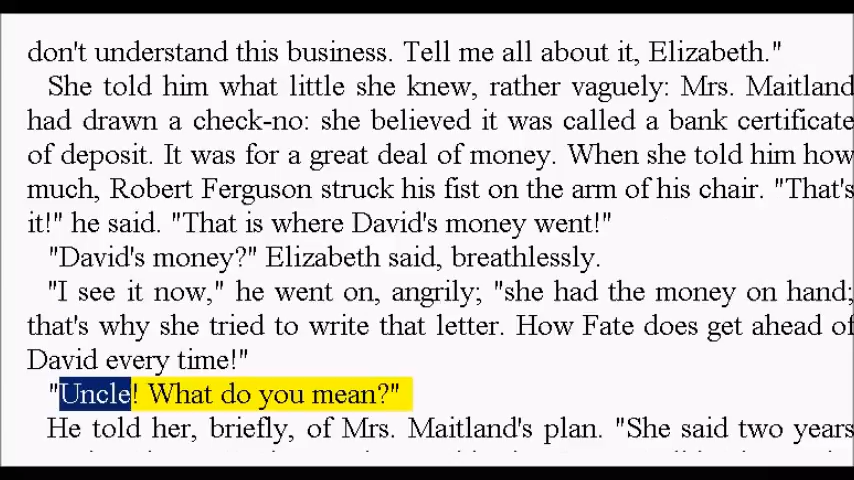 don't understand this business. Tell me all about it, Elizabeth."
She told him what little she knew, rather vaguely: Mrs. Maitland
had drawn a check-no: she believed it was called a bank certificate
of deposit. It was for a great deal of money. When she told him how
much, Robert Ferguson struck his fist on the arm of his chair. "That's
it!" he said. "That is where David's money went!"
"David's money?" Elizabeth said, breathlessly.
"I see it now," he went on, angrily; "she had the money on hand;
that's why she tried to write that letter. How Fate does get ahead of
David every time!"
"Uncle! What do you mean?"
He told her, briefly, of Mrs. Maitland's plan. "She said two years